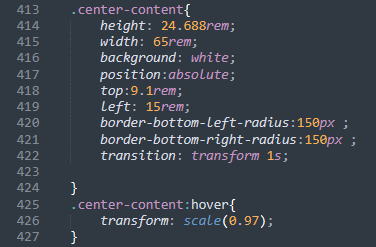 413 .center-content{
414 height: 24.688rem;
415 width: 65rem;
416 background: white;
417 position:absolute;
418 top:9.1rem;
419 left: 15rem;
420 border-bottom-left-radius:150px ;
421 border-bottom-right-radius:150px ;
422 transition: transform 1s;
423
424 }
425 .center-content:hover{
426 transform: scale(0.97);
427 }